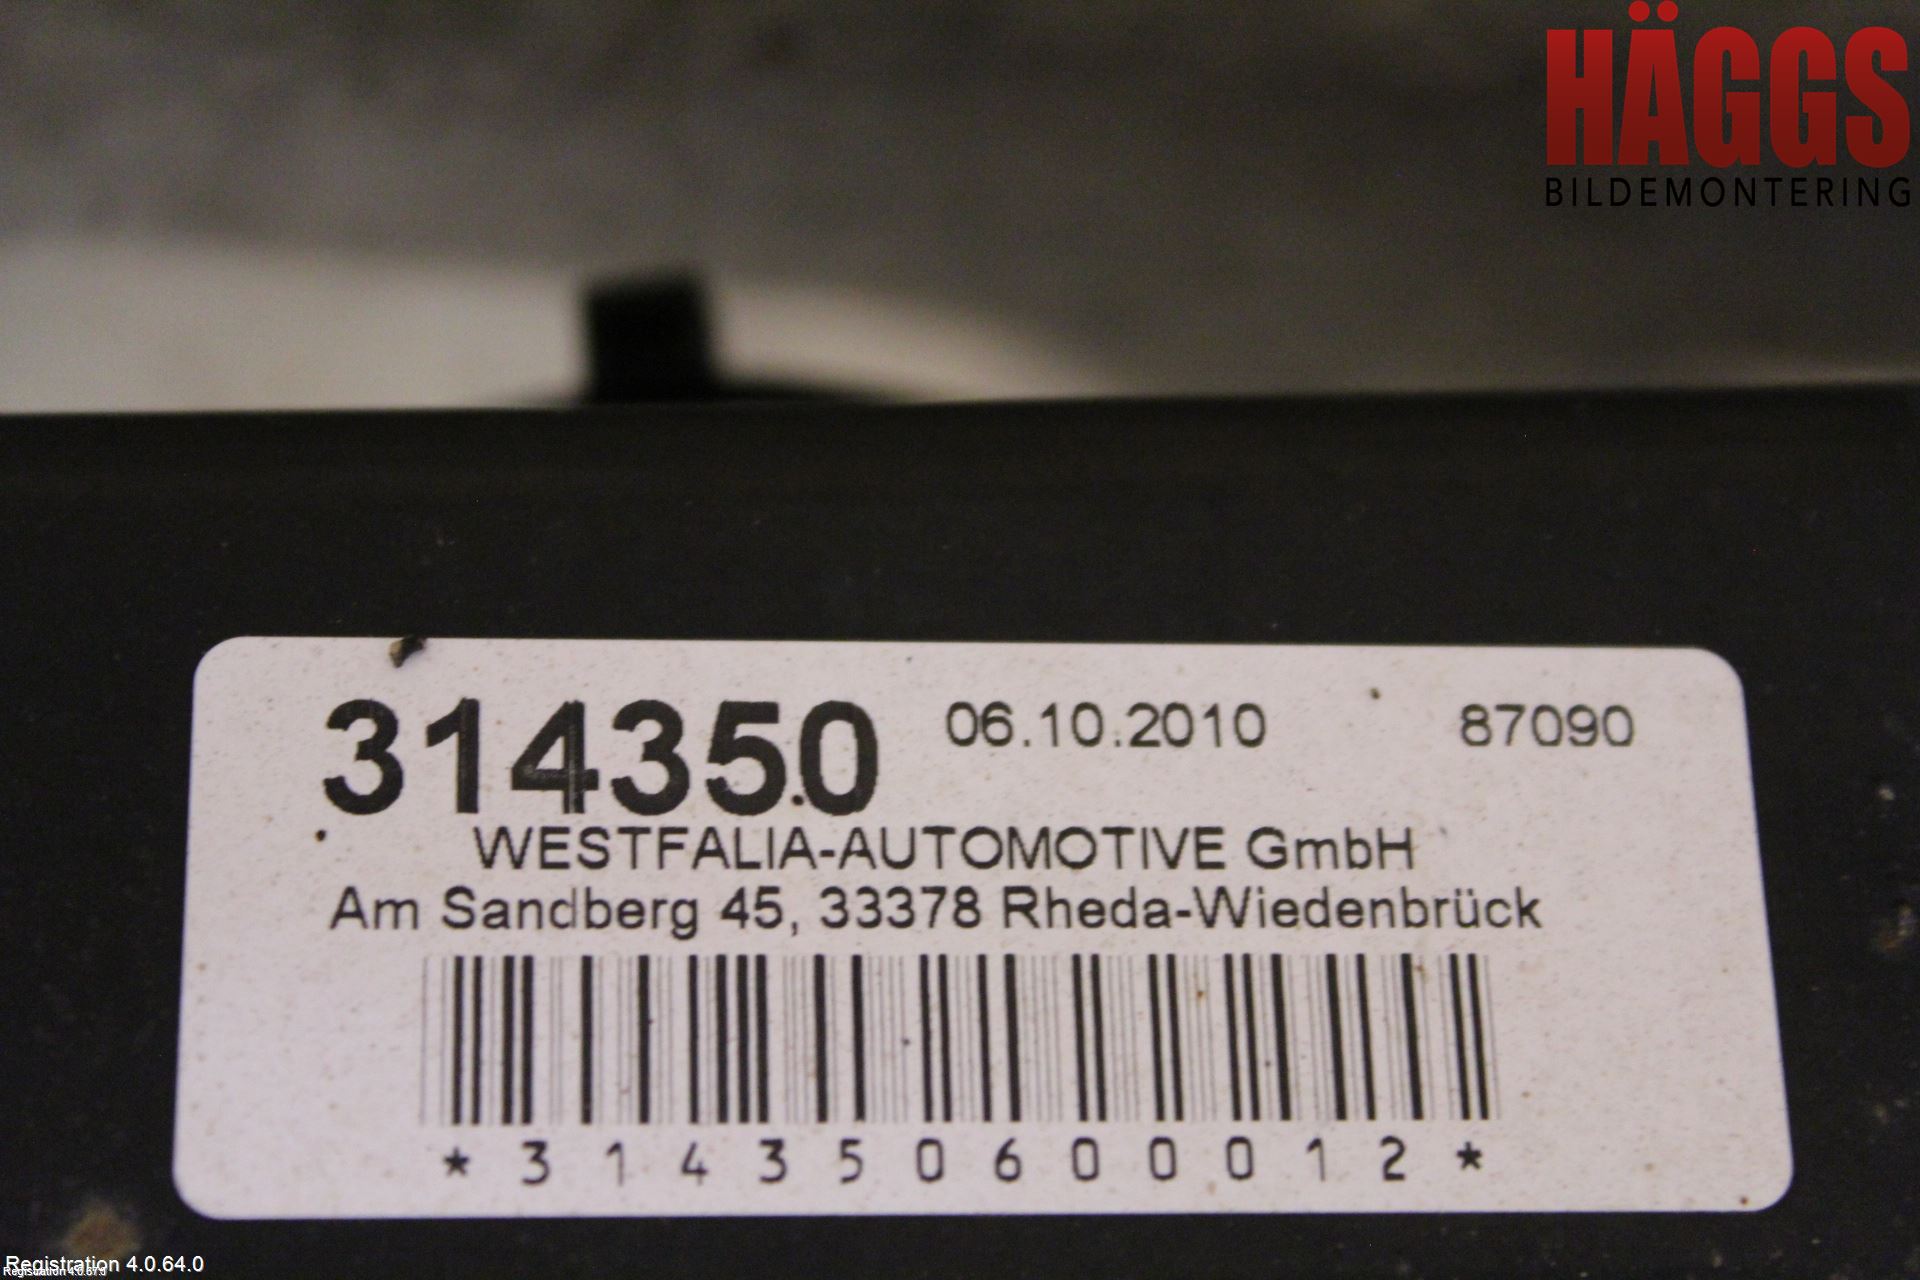 HÄGGS
BILDEMONTERING
314350 06.10.2010 87090
WESTFALIA-AUTOMOTIVE GmbH
Am Sandberg 45, 33378 Rheda-Wiedenbrück
*314350600012*
Registration 4.0.64.0